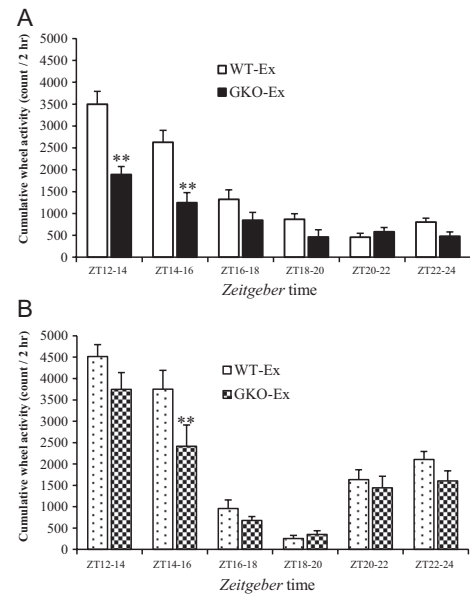 A
Cumulative wheel activity (count / 2 hr)
5000
4500
4000
3500
3000
2500
2000
1500
1000
500
0
WT-Ex
GKO-Ex
**
**
ZT12-14 ZT14-16 ZT16-18 ZT18-20 ZT20-22 ZT22-24
Zeitgeber time
B
Cumulative wheel activity (count / 2 hr)
5000
4500
4000
3500
3000
2500
2000
1500
1000
500
0
WT-Ex
GKO-Ex
**
ZT12-14 ZT14-16 ZT16-18 ZT18-20 ZT20-22 ZT22-24
Zeitgeber time